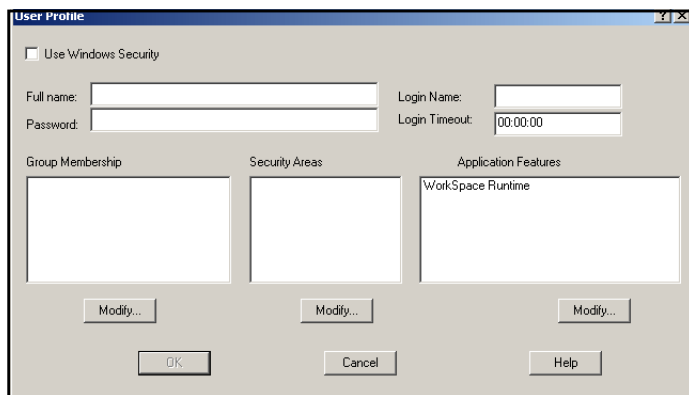 User Profile
Use Windows Security
Full name:
Login Name:
Password:
Login Timeout: 00:00:00
Group Membership
Security Areas
Application Features
WorkSpace Runtime
Modify...
Modify...
Modify...
OK
Cancel
Help